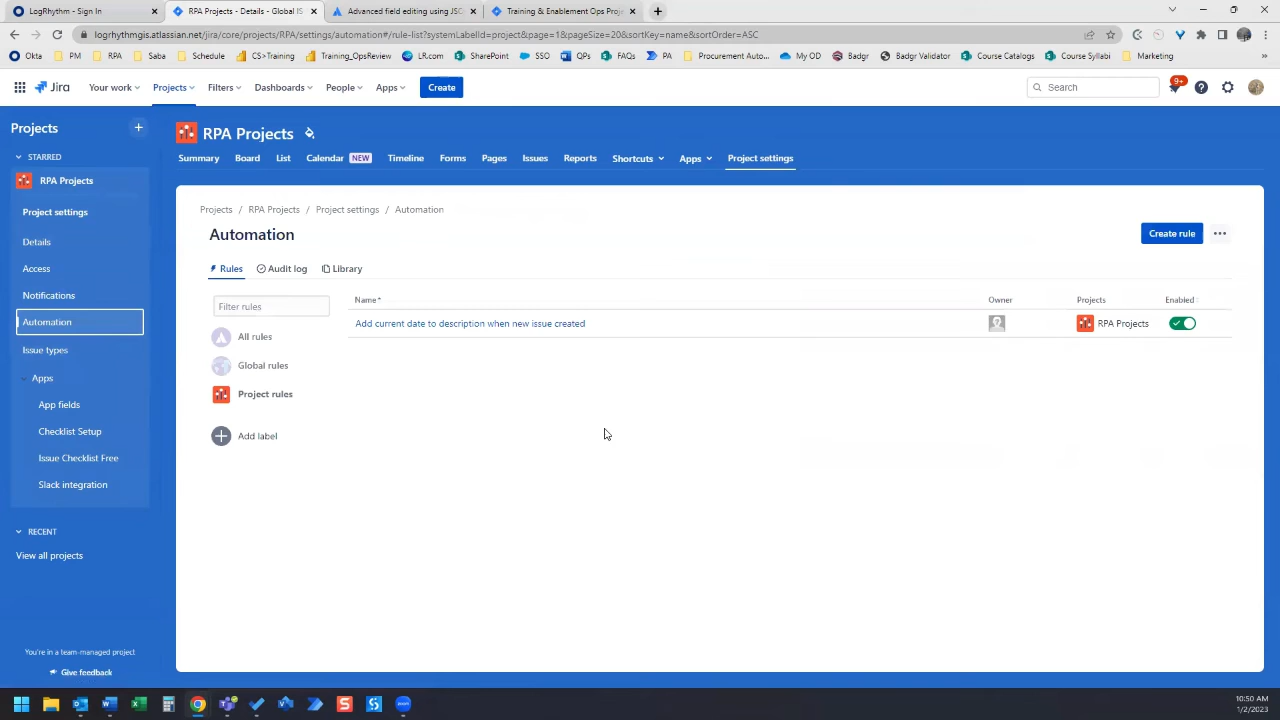 LogRhythm - Sign In
RPA Projects - Details - Global IS
Advanced field editing using JSC
Training & Enablement Ops Proje
logrhythmgis.atlassian.net/jira/core/projects/RPA/settings/automation#/rule-list?systemLabelId=project&page=1&pageSize=20&sortKey=name&sortOrder=ASC
Okta PM RPA Saba Schedule CS>Training Training_OpsReview LR.com SSO QPs FAQs PA Procurement Auto... My OD Badgr Badgr Validator Course Catalogs Course Syllabi Marketing »
Jira Your work Projects Filters Dashboards People Apps Create Search 9+
Projects
STARRED
RPA Projects
Project settings
Details
Access
Notifications
Automation
Issue types
Apps
App fields
Checklist Setup
Issue Checklist Free
Slack integration
RECENT
View all projects
You're in a team-managed project
Give feedback
RPA Projects
Summary Board List Calendar NEW Timeline Forms Pages Issues Reports Shortcuts Apps Project settings
Projects / RPA Projects / Project settings / Automation
Automation
Create rule
Rules Audit log Library
Filter rules
All rules
Global rules
Project rules
Add label
Name* Owner Projects Enabled
Add current date to description when new issue created RPA Projects
10:50 AM
1/2/2023